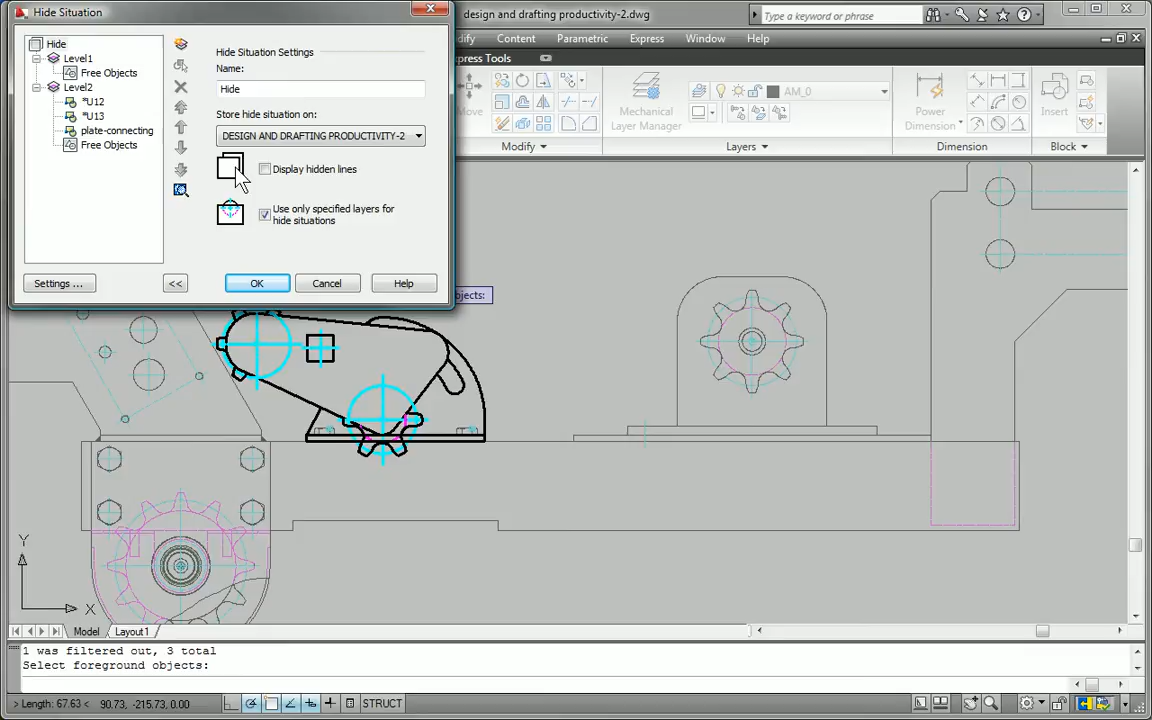 Hide Situation
design and drafting productivity-2.dwg
Type a keyword or phrase
Hide
Level1
Free Objects
Level2
*U12
*U13
plate-connecting
Free Objects
Hide Situation Settings
Name:
Hide
Store hide situation on:
DESIGN AND DRAFTING PRODUCTIVITY-2
Display hidden lines
Use only specified layers for
hide situations
Settings ...
<<
OK
Cancel
Help
Content
Parametric
Express
Window
Help
press Tools
Move
Mechanical
Layer Manager
AM_0
Power
Dimension
Insert
Modify
Layers
Dimension
Block
bjects:
Y
X
Model
Layout1
1 was filtered out, 3 total
Select foreground objects:
> Length: 67.63 <
90.73, -215.73, 0.00
STRUCT